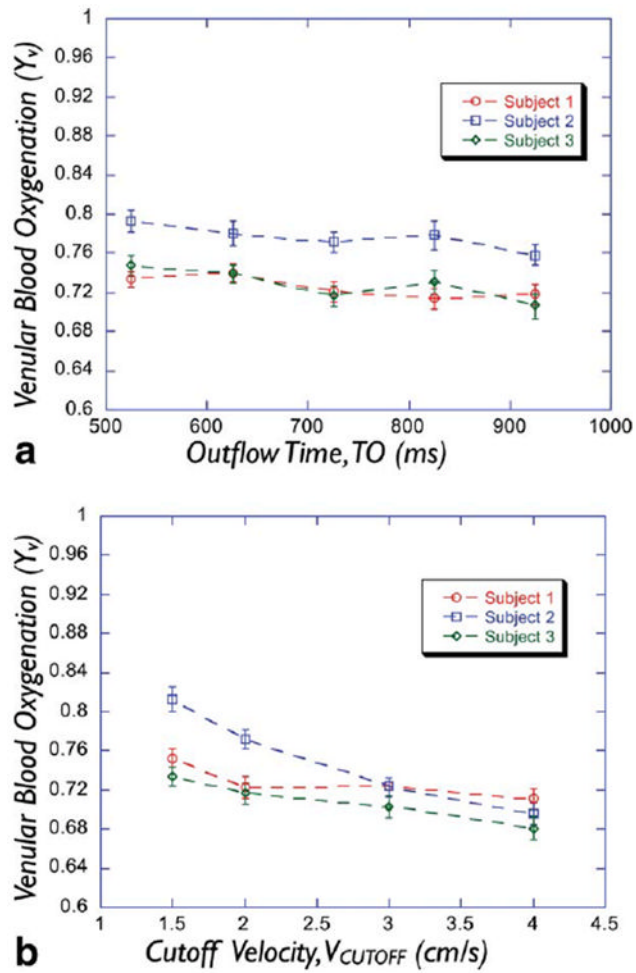 Venular Blood Oxygenation (Yv)
1
0.96
0.92
0.88
0.84
0.8
0.76
0.72
0.68
0.64
0.6
Subject 1
Subject 2
Subject 3
500 600 700 800 900 1000
a Outflow Time, TO (ms)
Venular Blood Oxygenation (Yv)
1
0.96
0.92
0.88
0.84
0.8
0.76
0.72
0.68
0.64
0.6
Subject 1
Subject 2
Subject 3
1 1.5 2 2.5 3 3.5 4 4.5
b Cutoff Velocity, VCUTOFF (cm/s)